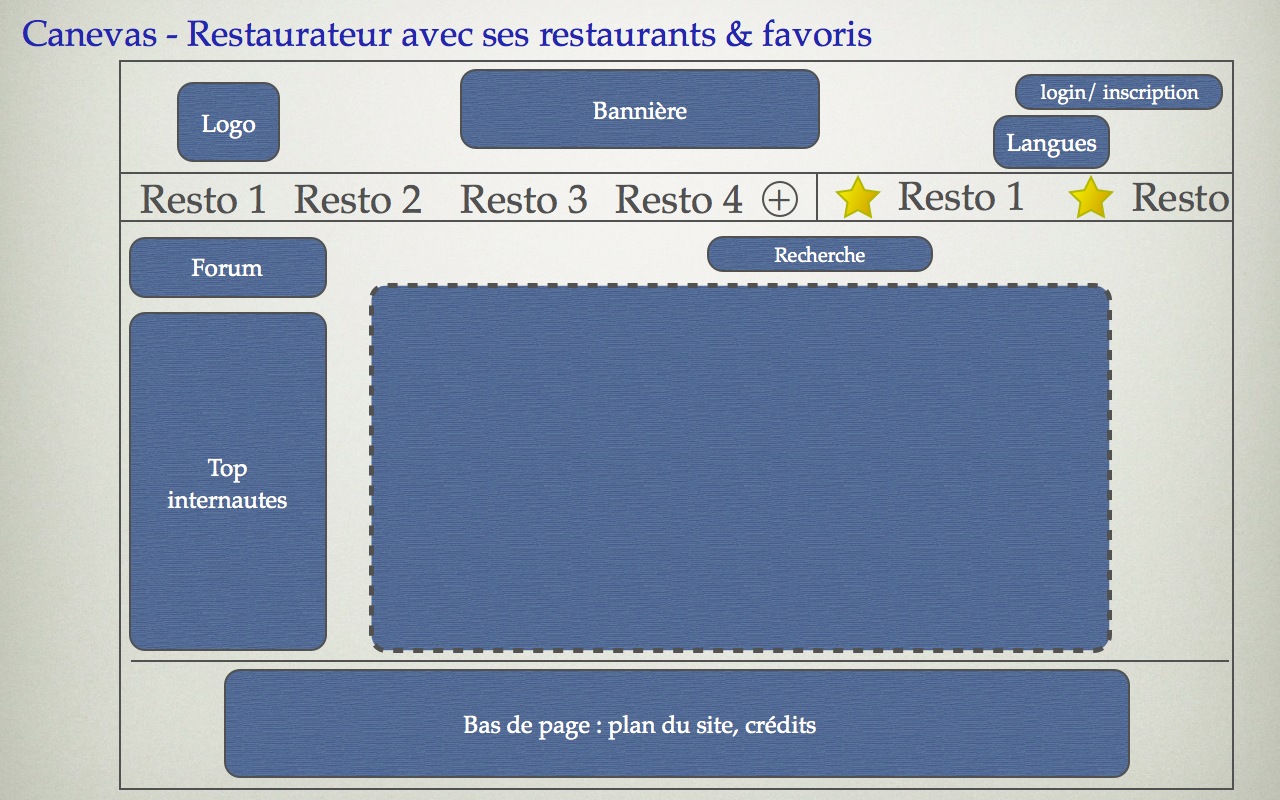 Canevas - Restaurateur avec ses restaurants & favoris
Logo
Bannière
login/ inscription
Langues
Resto 1 Resto 2 Resto 3 Resto 4 Resto 1 Resto
Forum
Recherche
Top
internautes
Bas de page : plan du site, crédits